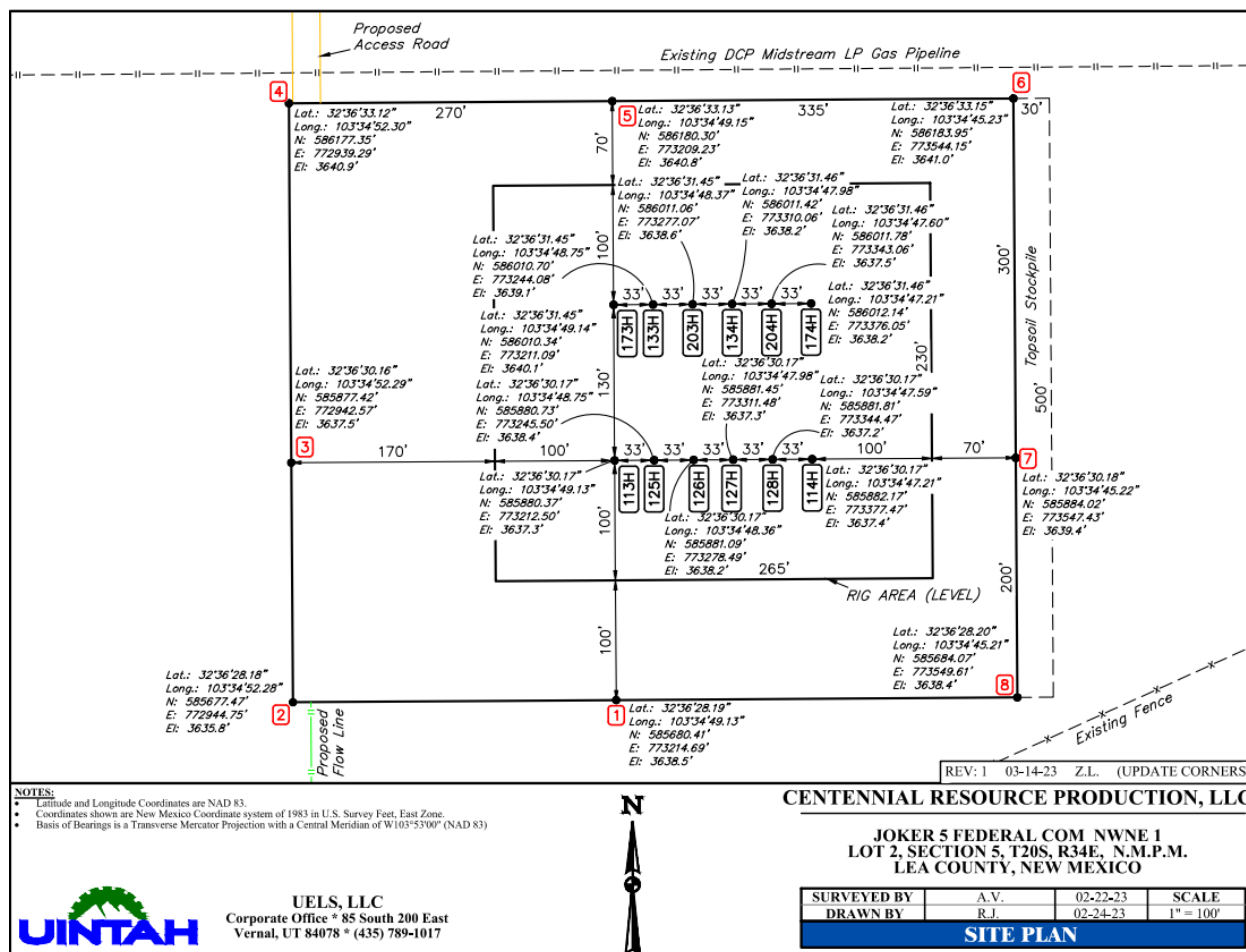 Proposed
Access Road
Existing DCP Midstream LP Gas Pipeline
4
Lat.: 32°36'33.12"
Long.: 103°34'52.30"
N: 586177.35'
E: 772939.29'
El: 3640.9'
270'
5
Lat.: 32°36'33.13"
Long.: 103°34'49.15"
N: 586180.30'
E: 773209.23'
El: 3640.8'
335'
6
Lat.: 32°36'33.15"
Long.: 103°34'45.23"
N: 586183.95'
E: 773544.15'
El: 3641.0'
30'
70'
Lat.: 32°36'31.45"
Long.: 103°34'48.37"
N: 586011.06'
E: 773277.07'
El: 3638.6'
Lat.: 32°36'31.46"
Long.: 103°34'47.98"
N: 586011.42'
E: 773310.06'
El: 3638.2'
Lat.: 32°36'31.46"
Long.: 103°34'47.60"
N: 586011.78'
E: 773343.06'
El: 3637.5'
Lat.: 32°36'31.45"
Long.: 103°34'48.75"
N: 586010.70'
E: 773244.08'
El: 3639.1'
100'
300'
Topsoil Stockpile
500'
33'
33'
33'
33'
33'
173H
133H
203H
134H
204H
174H
Lat.: 32°36'31.46"
Long.: 103°34'47.21"
N: 586012.14'
E: 773376.05'
El: 3638.2'
Lat.: 32°36'31.45"
Long.: 103°34'49.14"
N: 586010.34'
E: 773211.09'
El: 3640.1'
230'
130'
Lat.: 32°36'30.16"
Long.: 103°34'52.29"
N: 585877.42'
E: 772942.57'
El: 3637.5'
Lat.: 32°36'30.17"
Long.: 103°34'48.75"
N: 585880.73'
E: 773245.50'
El: 3638.4'
Lat.: 32°36'30.17"
Long.: 103°34'47.98"
N: 585881.45'
E: 773311.48'
El: 3637.3'
Lat.: 32°36'30.17"
Long.: 103°34'47.59"
N: 585881.81'
E: 773344.47'
El: 3637.2'
3
170'
100'
33'
33'
33'
33'
33'
100'
70'
7
113H
125H
126H
127H
128H
114H
Lat.: 32°36'30.17"
Long.: 103°34'49.13"
N: 585880.37'
E: 773212.50'
El: 3637.3'
Lat.: 32°36'30.17"
Long.: 103°34'48.36"
N: 585881.09'
E: 773278.49'
El: 3638.2'
Lat.: 32°36'30.17"
Long.: 103°34'47.21"
N: 585882.17'
E: 773377.47'
El: 3637.4'
Lat.: 32°36'30.18"
Long.: 103°34'45.22"
N: 585884.02'
E: 773547.43'
El: 3639.4'
100'
265'
RIG AREA (LEVEL)
200'
100'
Lat.: 32°36'28.20"
Long.: 103°34'45.21"
N: 585684.07'
E: 773549.61'
El: 3638.4'
8
Lat.: 32°36'28.18"
Long.: 103°34'52.28"
N: 585677.47'
E: 772944.75'
El: 3635.8'
2
Proposed
Flow Line
1
Lat.: 32°36'28.19"
Long.: 103°34'49.13"
N: 585680.41'
E: 773214.69'
El: 3638.5'
Existing Fence
REV: 1 03-14-23 Z.L. (UPDATE CORNERS
NOTES:
• Latitude and Longitude Coordinates are NAD 83.
• Coordinates shown are New Mexico Coordinate system of 1983 in U.S. Survey Feet, East Zone.
• Basis of Bearings is a Transverse Mercator Projection with a Central Meridian of W103°53'00" (NAD 83)
N
CENTENNIAL RESOURCE PRODUCTION, LLC
JOKER 5 FEDERAL COM NWNE 1
LOT 2, SECTION 5, T20S, R34E, N.M.P.M.
LEA COUNTY, NEW MEXICO
UINTAH
UELS, LLC
Corporate Office * 85 South 200 East
Vernal, UT 84078 * (435) 789-1017
SURVEYED BY A.V. 02-22-23 SCALE
DRAWN BY R.J. 02-24-23 1" = 100'
SITE PLAN